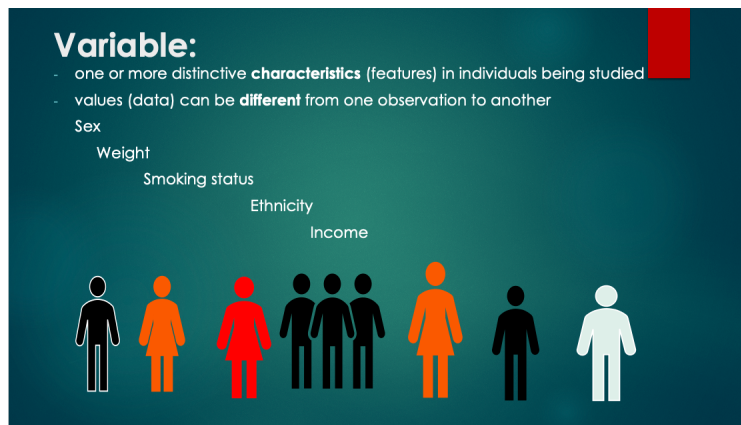 Variable:
- one or more distinctive characteristics (features) in individuals being studied
- values (data) can be different from one observation to another
Sex
Weight
Smoking status
Ethnicity
Income